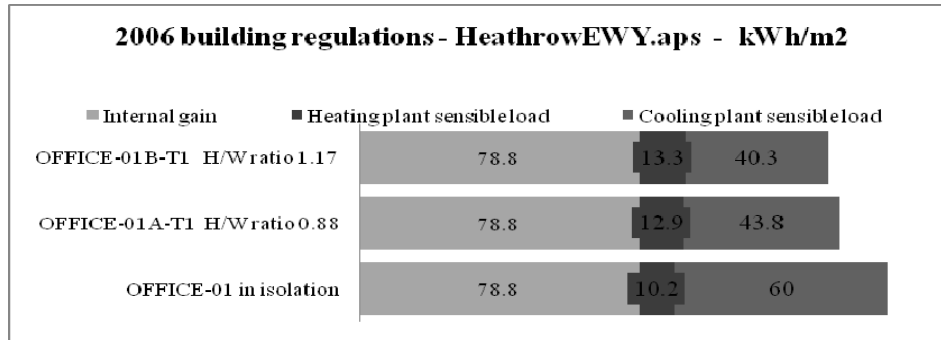 2006 building regulations - HeathrowEWY.aps - kWh/m2
Internal gain Heating plant sensible load Cooling plant sensible load
OFFICE-01B-T1 H/W ratio 1.17 78.8 13.3 40.3
OFFICE-01A-T1 H/W ratio 0.88 78.8 12.9 43.8
OFFICE-01 in isolation 78.8 10.2 60